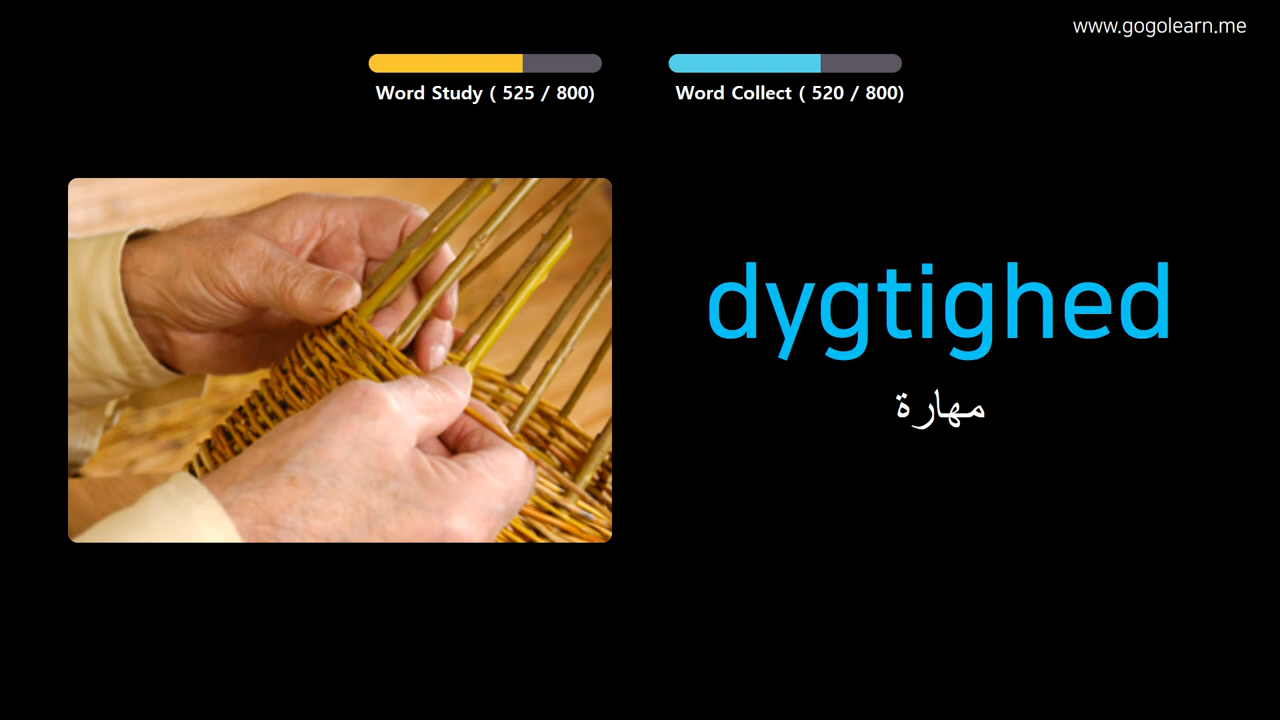 www.gogolearn.me
Word Study ( 525 / 800)
Word Collect ( 520 / 800)
dygtighed
مهارة